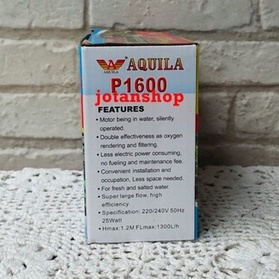 AQUILA
AQUILA
P1600
jotanshop
FEATURES
• Motor being in water, silently
operated.
• Double effectiveness as oxygen
rendering and filtering.
• Less electric power consuming,
no fueling and maintenance fee.
• Convenient installation and
occupation, Less space needed.
• For fresh and salted water.
• Super large flow, high
efficiency
• Specification: 220/240V 50Hz
25Watt
• Hmax:1.2M FLmax:1300L/h